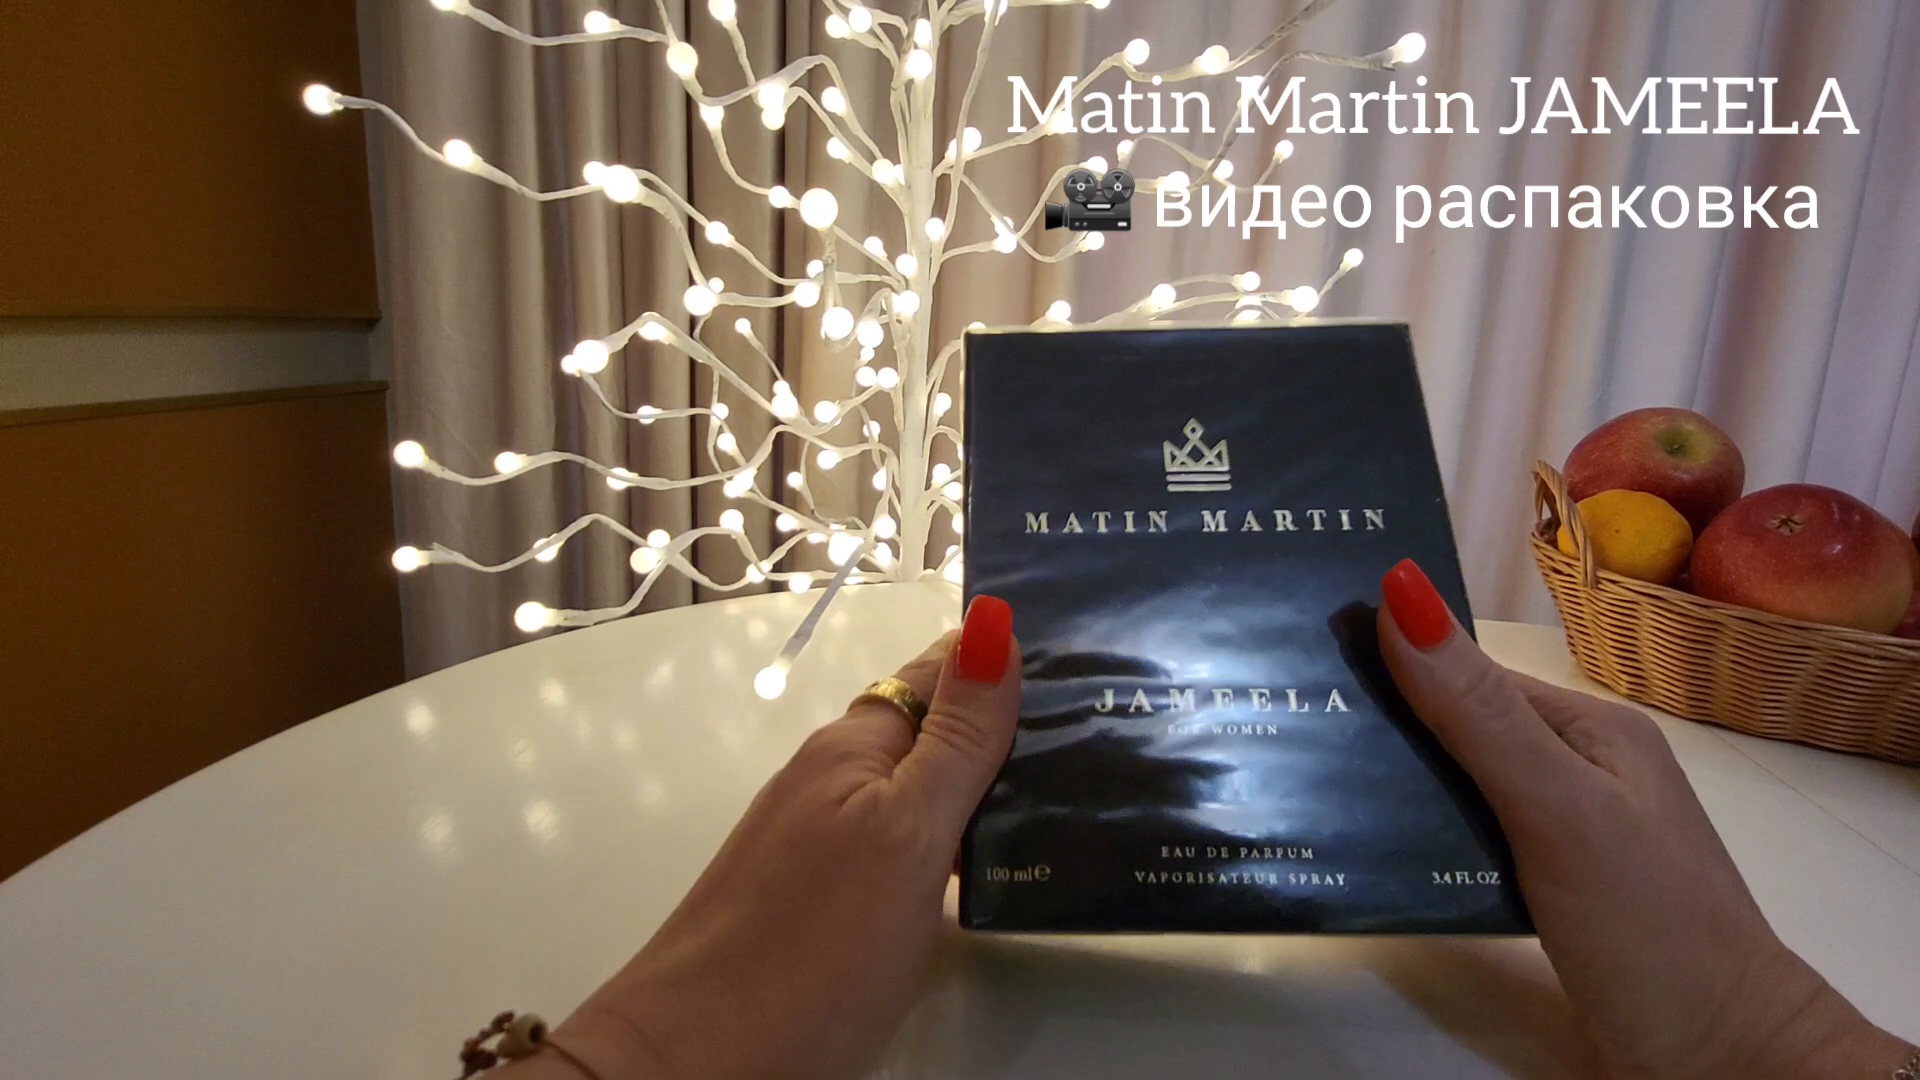 Matin Martin JAMEELA
🎥 видео распаковка
MATIN MARTIN
JAMEELA
FOR WOMEN
EAU DE PARFUM
100 ml℮ VAPORISATEUR SPRAY 3.4 FL OZ